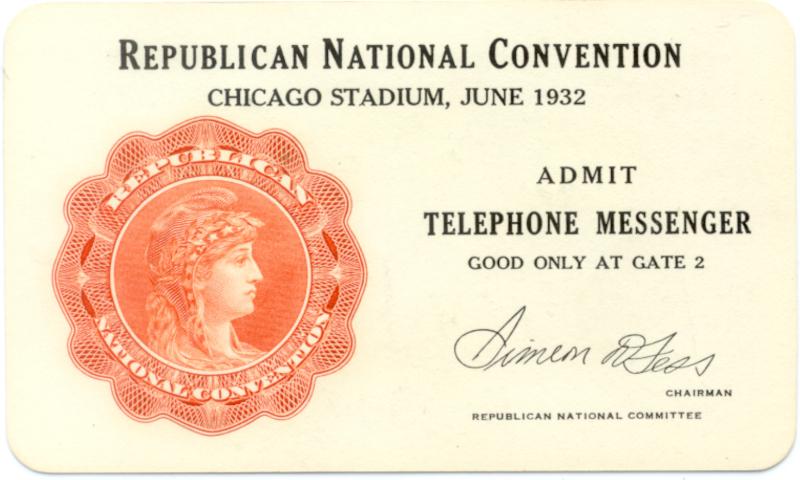 REPUBLICAN NATIONAL CONVENTION
CHICAGO STADIUM, JUNE 1932
REPUBLICAN
NATIONAL CONVENTION
ADMIT
TELEPHONE MESSENGER
GOOD ONLY AT GATE 2
Simeon D Fess
CHAIRMAN
REPUBLICAN NATIONAL COMMITTEE